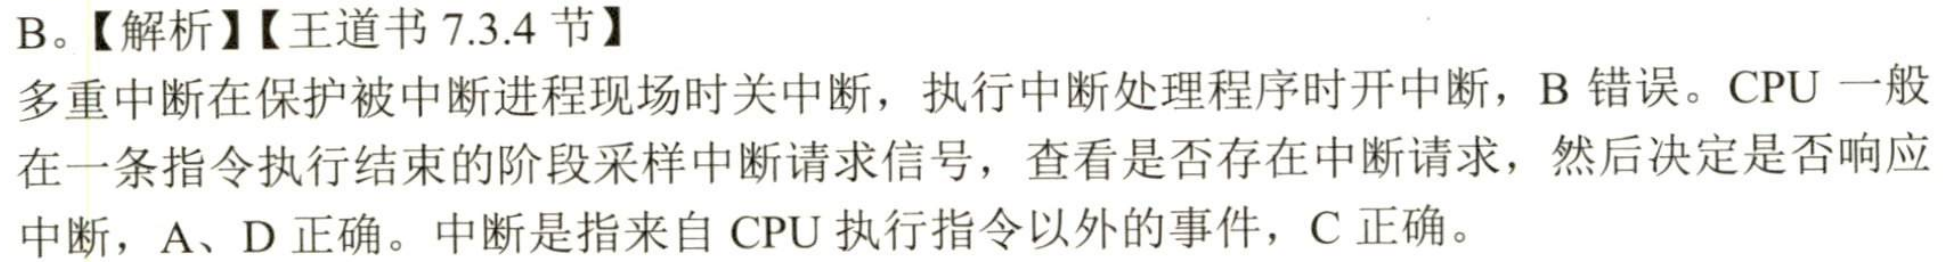 B。【解析】【王道书 7.3.4 节】
多重中断在保护被中断进程现场时关中断，执行中断处理程序时开中断，B 错误。CPU 一般
在一条指令执行结束的阶段采样中断请求信号，查看是否存在中断请求，然后决定是否响应
中断，A、D 正确。中断是指来自 CPU 执行指令以外的事件，C 正确。